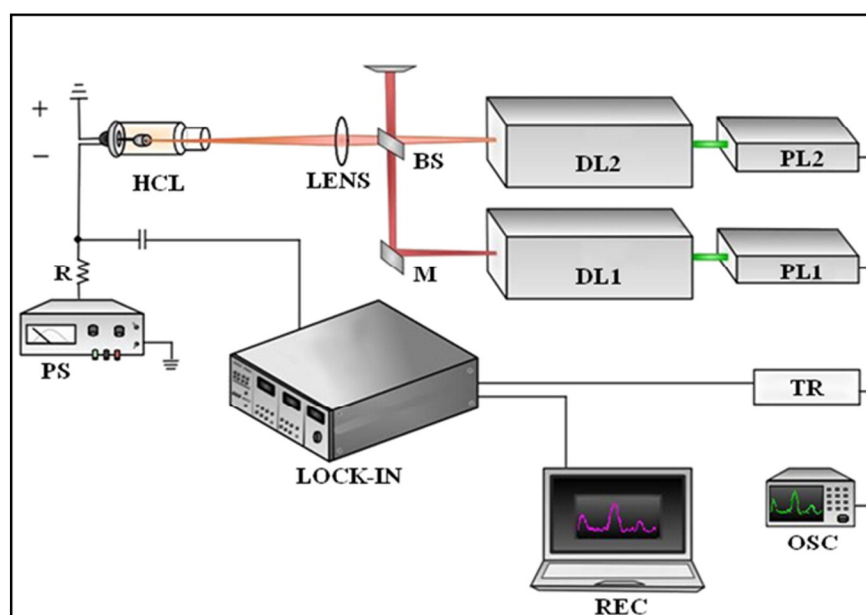 +
−
HCL
LENS
BS
DL2
PL2
M
DL1
PL1
R
PS
LOCK-IN
TR
OSC
REC